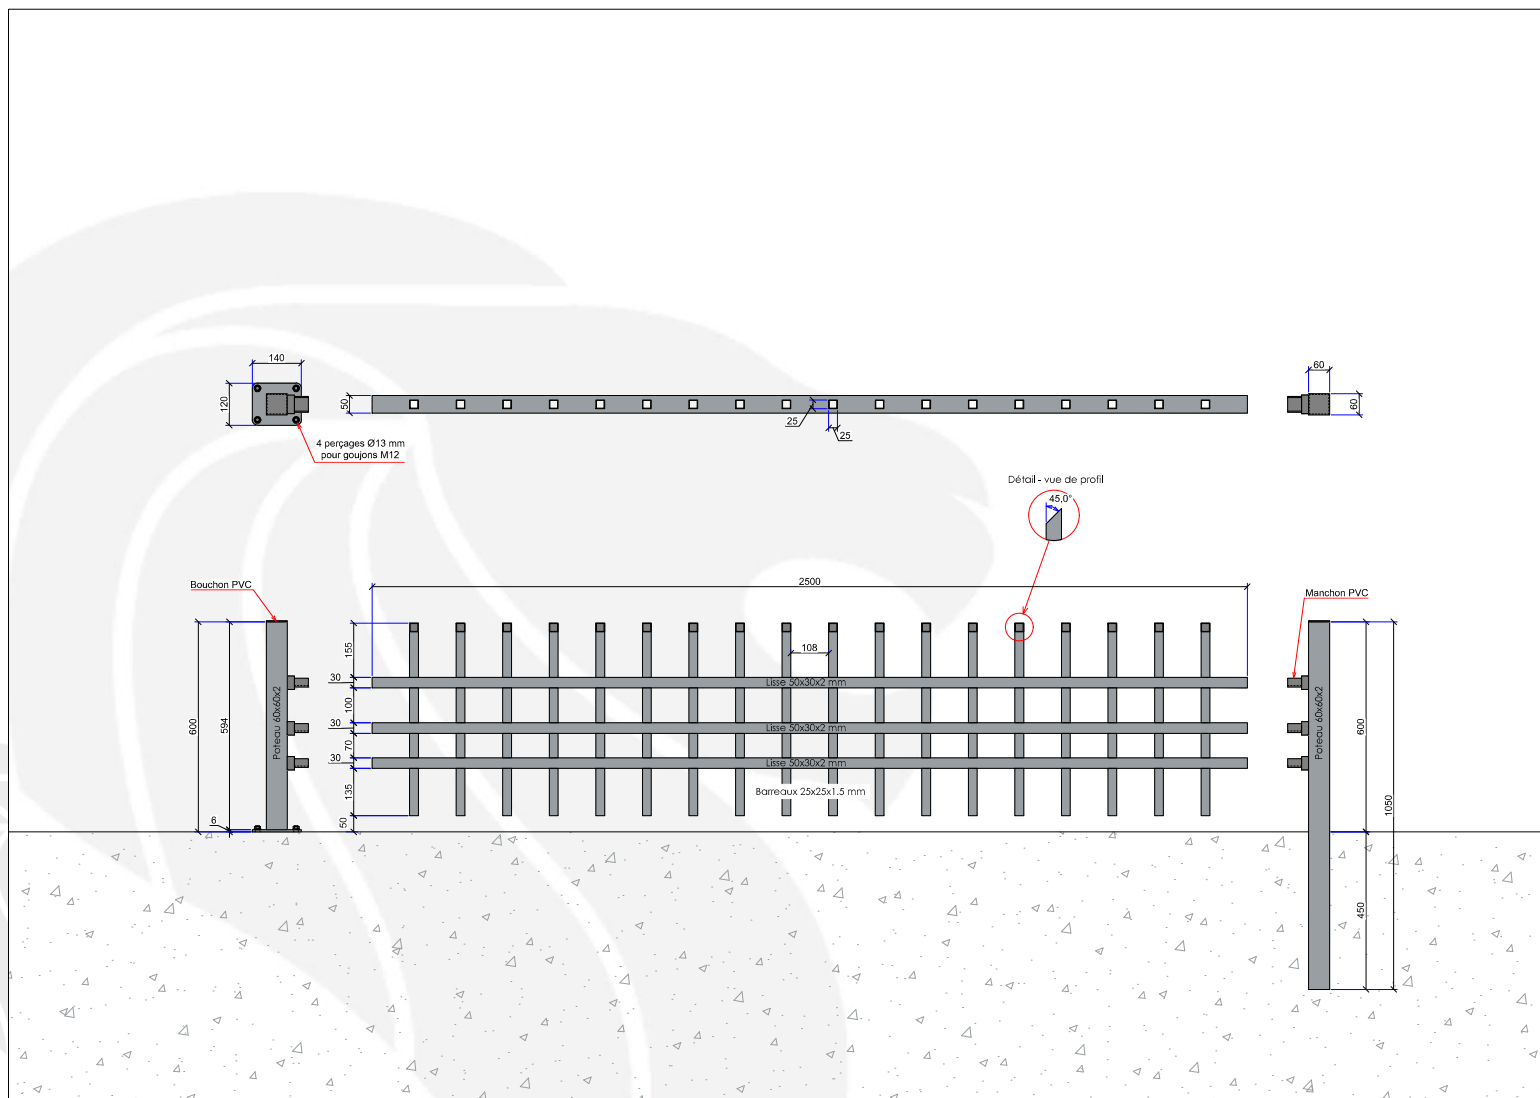 140
120
4 perçages Ø13 mm
pour goujons M12
50
25
25
60
60
Détail - vue de profil
45,0°
Bouchon PVC
2500
Manchon PVC
155
108
30
Lisse 50x30x2 mm
100
30
Lisse 50x30x2 mm
70
30
Lisse 50x30x2 mm
135
Barreaux 25x25x1.5 mm
50
600
594
6
Poteau 60x60x2
Poteau 60x60x2
600
1050
450